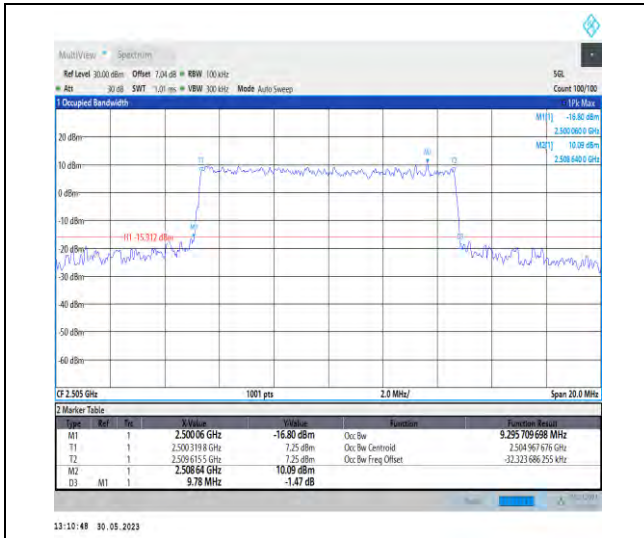 MultiView Spectrum
Ref Level 30.00 dBm Offset 7.04 dB RBW 100 kHz SGL
Att 30 dB SWT 1.01 ms VBW 300 kHz Mode Auto Sweep Count 100/100
1 Occupied Bandwidth 1Pk Max
M1[1] -16.80 dBm
2.500 060 0 GHz
M2[1] 10.09 dBm
2.508 640 0 GHz
20 dBm
T1 M2 T2
10 dBm
0 dBm
-10 dBm
H1 -15.312 dBm
-20 dBm
-30 dBm
-40 dBm
-50 dBm
-60 dBm
CF 2.505 GHz 1001 pts 2.0 MHz/ Span 20.0 MHz
2 Marker Table
Type Ref Trc X-Value Y-Value Function Function Result
M1 1 2.500 06 GHz -16.80 dBm Occ Bw 9.295 709 698 MHz
T1 1 2.500 319 8 GHz 7.25 dBm Occ Bw Centroid 2.504 967 676 GHz
T2 1 2.509 615 5 GHz 7.25 dBm Occ Bw Freq Offset -32.323 686 255 kHz
M2 1 2.508 64 GHz 10.09 dBm
D3 M1 1 9.78 MHz -1.47 dB
13:10:48 30.05.2023